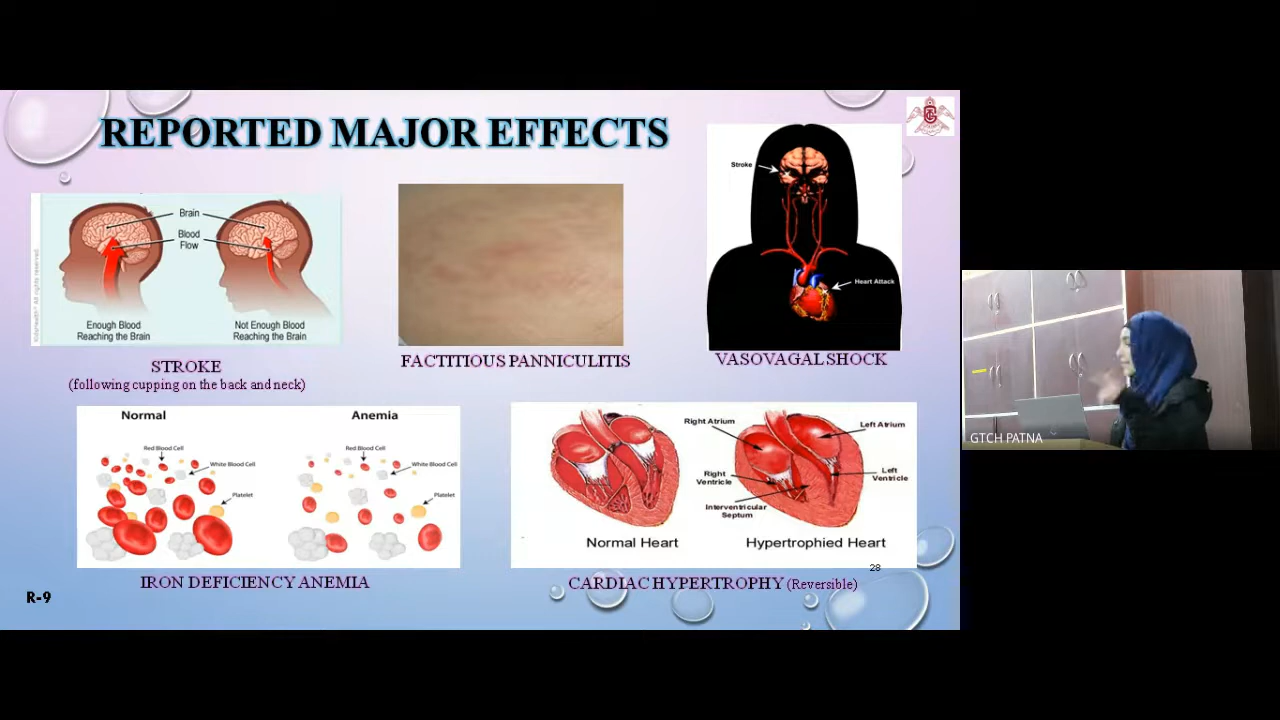 REPORTED MAJOR EFFECTS
Brain
Blood
Flow
Enough Blood
Reaching the Brain
Not Enough Blood
Reaching the Brain
STROKE
(following cupping on the back and neck)
FACTITIOUS PANNICULITIS
Stroke
Heart Attack
VASOVAGAL SHOCK
Normal
Anemia
Red Blood Cell
White Blood Cell
Platelet
Red Blood Cell
White Blood Cell
Platelet
IRON DEFICIENCY ANEMIA
Right Atrium
Left Atrium
Right
Ventricle
Left
Ventricle
Interventricular
Septum
Normal Heart
Hypertrophied Heart
CARDIAC HYPERTROPHY (Reversible)
28
R-9
GTCH PATNA